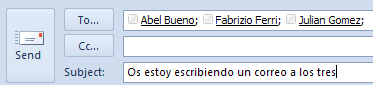 To... Abel Bueno; Fabrizio Ferri; Julian Gomez;
Cc...
Send
Subject: Os estoy escribiendo un correo a los tres